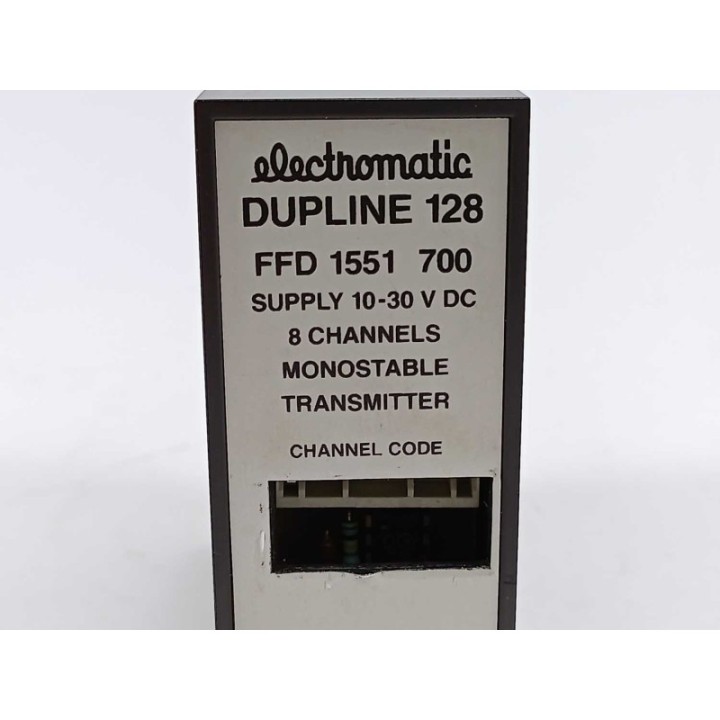 electromatic
DUPLINE 128
FFD 1551 700
SUPPLY 10-30 V DC
8 CHANNELS
MONOSTABLE
TRANSMITTER
CHANNEL CODE